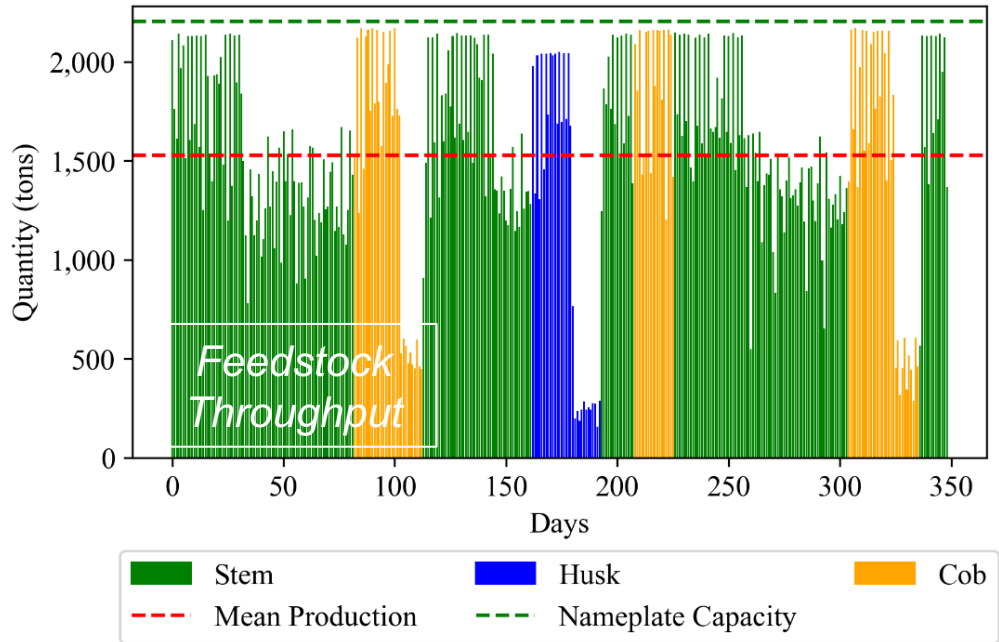 Quantity (tons)
2,000
1,500
1,000
500
0
Feedstock
Throughput
0 50 100 150 200 250 300 350
Days
Stem Husk Cob
Mean Production Nameplate Capacity